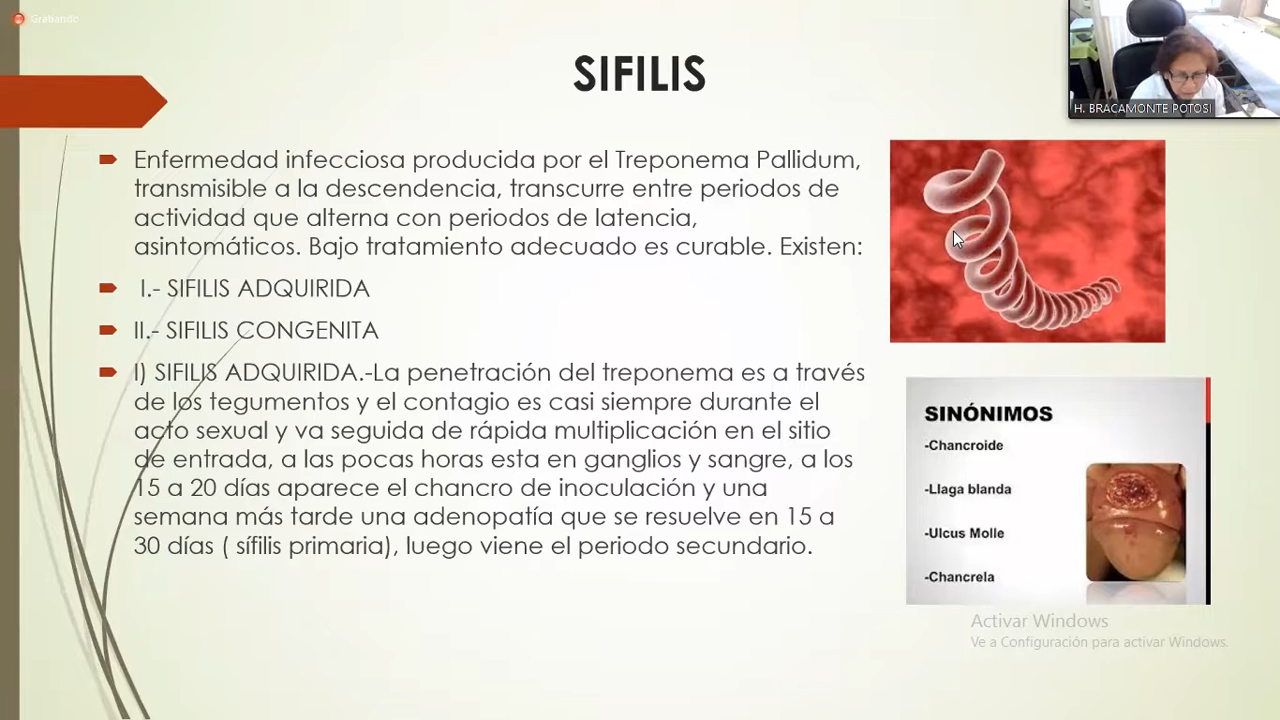 Grabando
H. BRACAMONTE POTOSI
SIFILIS
Enfermedad infecciosa producida por el Treponema Pallidum,
transmisible a la descendencia, transcurre entre periodos de
actividad que alterna con periodos de latencia,
asintomáticos. Bajo tratamiento adecuado es curable. Existen:
I.- SIFILIS ADQUIRIDA
II.- SIFILIS CONGENITA
I) SIFILIS ADQUIRIDA.-La penetración del treponema es a través
de los tegumentos y el contagio es casi siempre durante el
acto sexual y va seguida de rápida multiplicación en el sitio
de entrada, a las pocas horas esta en ganglios y sangre, a los
15 a 20 días aparece el chancro de inoculación y una
semana más tarde una adenopatía que se resuelve en 15 a
30 días ( sífilis primaria), luego viene el periodo secundario.
SINÓNIMOS
-Chancroide
-Llaga blanda
-Ulcus Molle
-Chancrela
Activar Windows
Ve a Configuración para activar Windows.